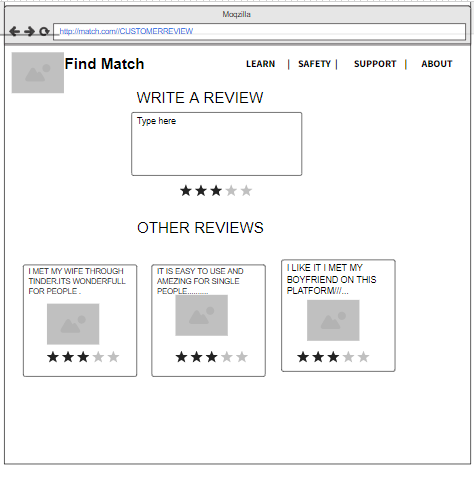 Moqzilla
http://match.com//CUSTOMERREVIEW
Find Match
LEARN | SAFETY | SUPPORT | ABOUT
WRITE A REVIEW
Type here
OTHER REVIEWS
I MET MY WIFE THROUGH
TINDER.ITS WONDERFULL
FOR PEOPLE .
IT IS EASY TO USE AND
AMEZING FOR SINGLE
PEOPLE..........
I LIKE IT I MET MY
BOYFRIEND ON THIS
PLATFORM///...